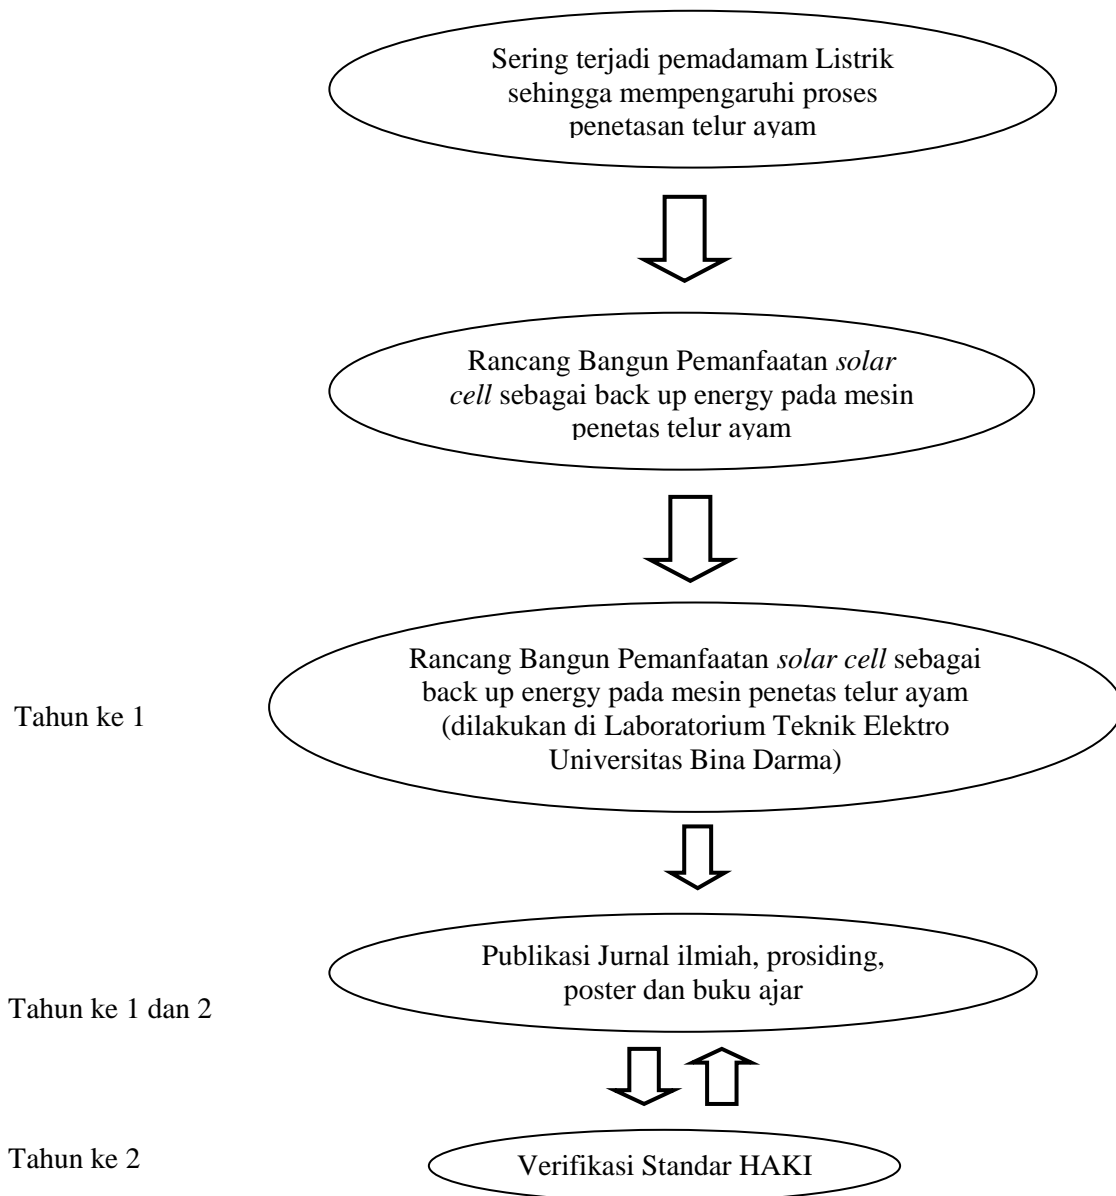 Sering terjadi pemadamam Listrik
sehingga mempengaruhi proses
penetasan telur ayam
Rancang Bangun Pemanfaatan solar
cell sebagai back up energy pada mesin
penetas telur ayam
Tahun ke 1
Rancang Bangun Pemanfaatan solar cell sebagai
back up energy pada mesin penetas telur ayam
(dilakukan di Laboratorium Teknik Elektro
Universitas Bina Darma)
Tahun ke 1 dan 2
Publikasi Jurnal ilmiah, prosiding,
poster dan buku ajar
Tahun ke 2
Verifikasi Standar HAKI